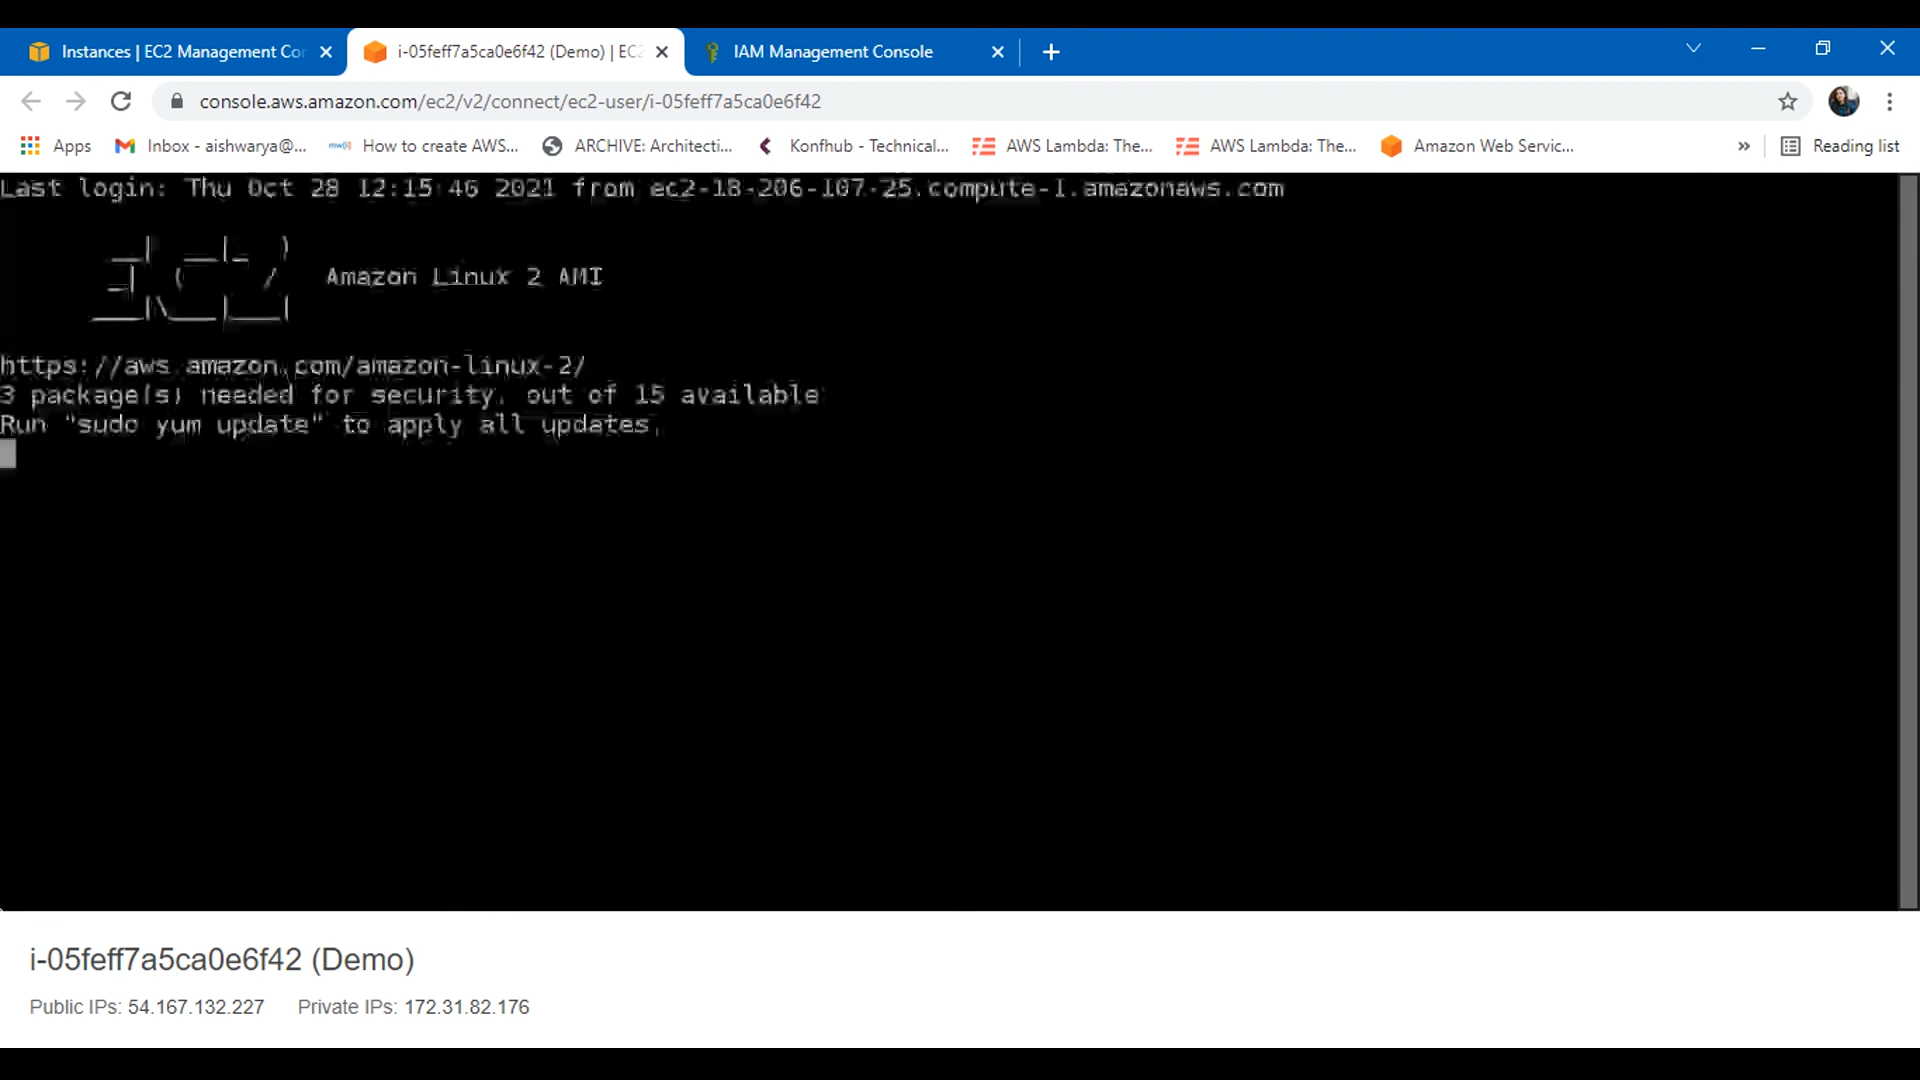 Instances | EC2 Management Cor
i-05feff7a5ca0e6f42 (Demo) | EC2
IAM Management Console
console.aws.amazon.com/ec2/v2/connect/ec2-user/i-05feff7a5ca0e6f42
Apps
Inbox - aishwarya@...
How to create AWS...
ARCHIVE: Architecti...
Konfhub - Technical...
AWS Lambda: The...
AWS Lambda: The...
Amazon Web Servic...
»
Reading list
Last login: Thu Oct 28 12:15:46 2021 from ec2-18-206-107-25.compute-1.amazonaws.com
Amazon Linux 2 AMI
https://aws.amazon.com/amazon-linux-2/
3 package(s) needed for security, out of 15 available
Run "sudo yum update" to apply all updates.
i-05feff7a5ca0e6f42 (Demo)
Public IPs: 54.167.132.227 Private IPs: 172.31.82.176